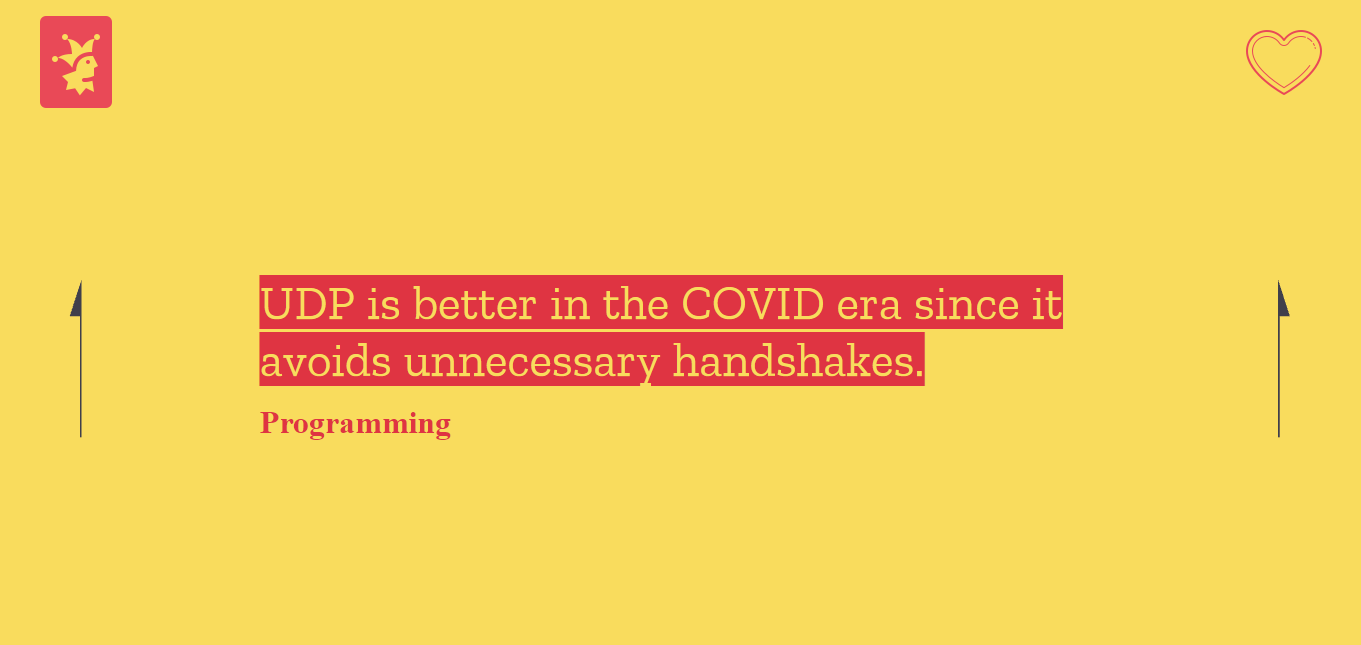 UDP is better in the COVID era since it
avoids unnecessary handshakes.
Programming